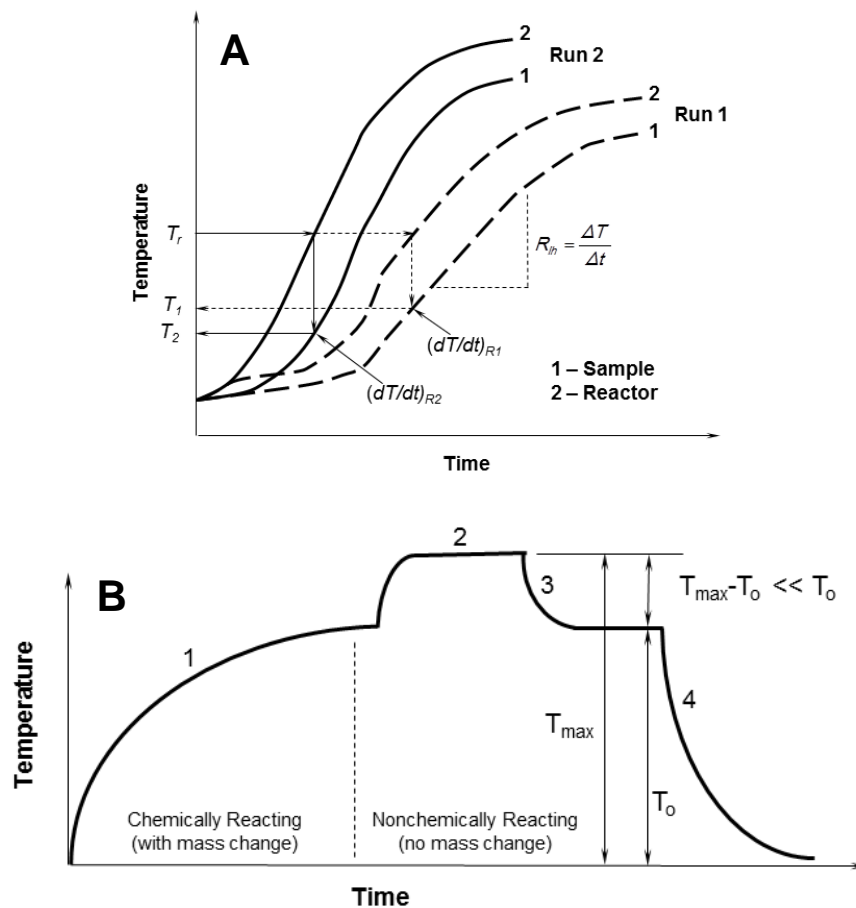 A
2
Run 2
1
2
Run 1
1
Temperature
T_r
T_1
T_2
R_lh = ΔT/Δt
(dT/dt)_R1
(dT/dt)_R2
1 – Sample
2 – Reactor
Time
B
2
3
T_max-T_o << T_o
1
4
T_max
T_o
Temperature
Chemically Reacting
(with mass change)
Nonchemically Reacting
(no mass change)
Time